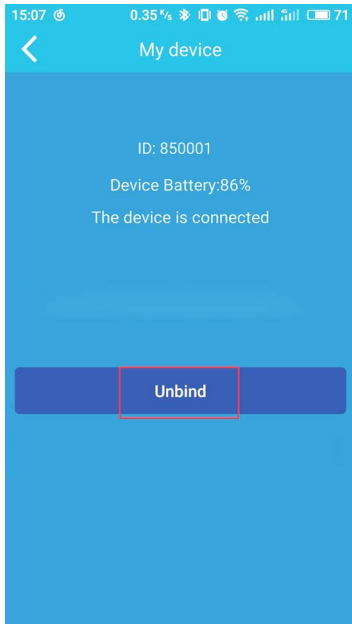 15:07 0.35 K/s 71
My device
ID: 850001
Device Battery:86%
The device is connected
Unbind